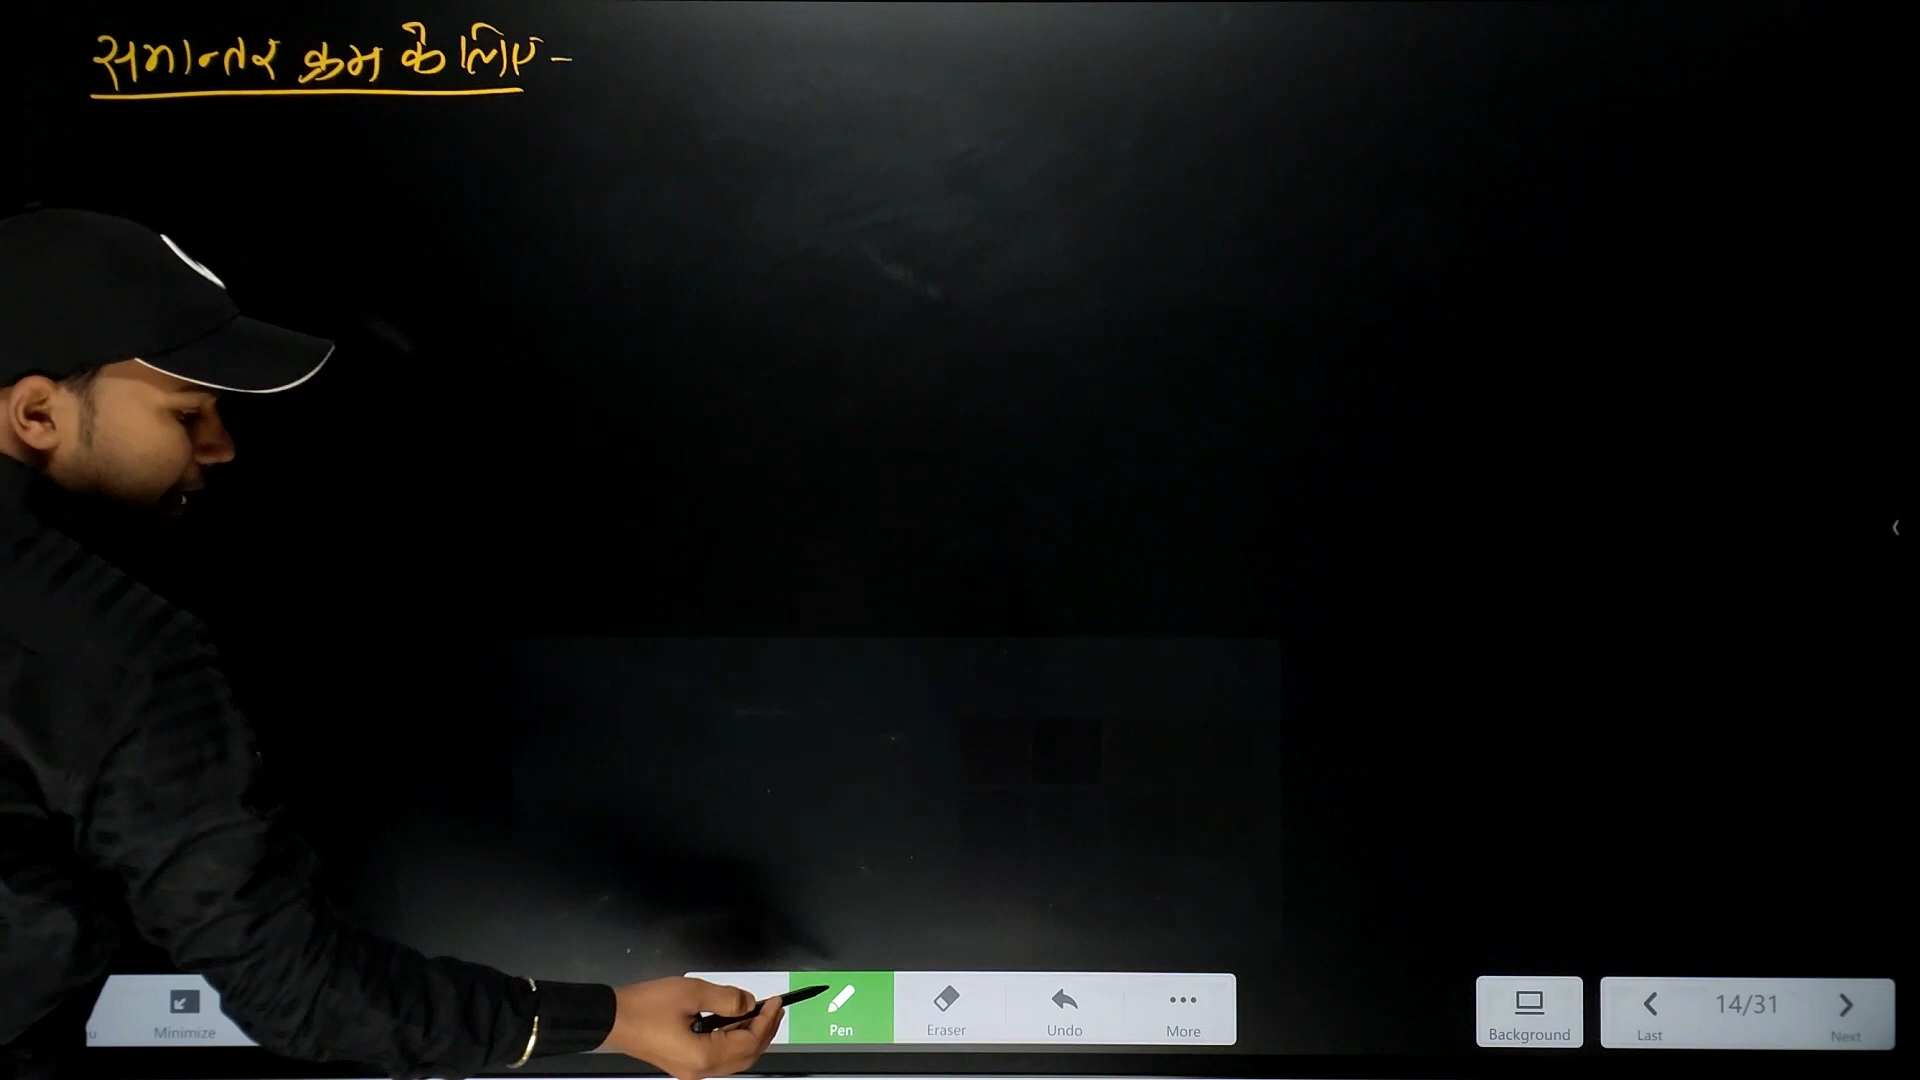 समान्तर क्रम के लिए -
Minimize
Pen
Eraser
Undo
More
Background
Last
14/31
Next